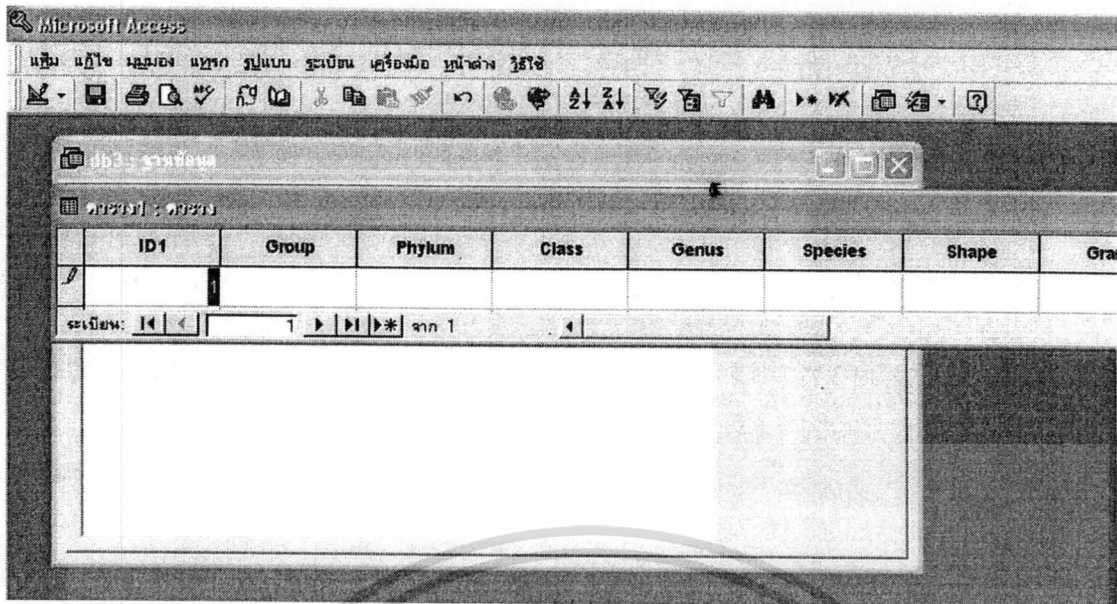 Microsoft Access
แฟ้ม แก้ไข มุมมอง แทรก รูปแบบ ระเบียน เครื่องมือ หน้าต่าง วิธีใช้
db3 : ฐานข้อมูล
ตาราง1 : ตาราง
ID1 Group Phylum Class Genus Species Shape Gra
1
ระเบียน: 1 จาก 1